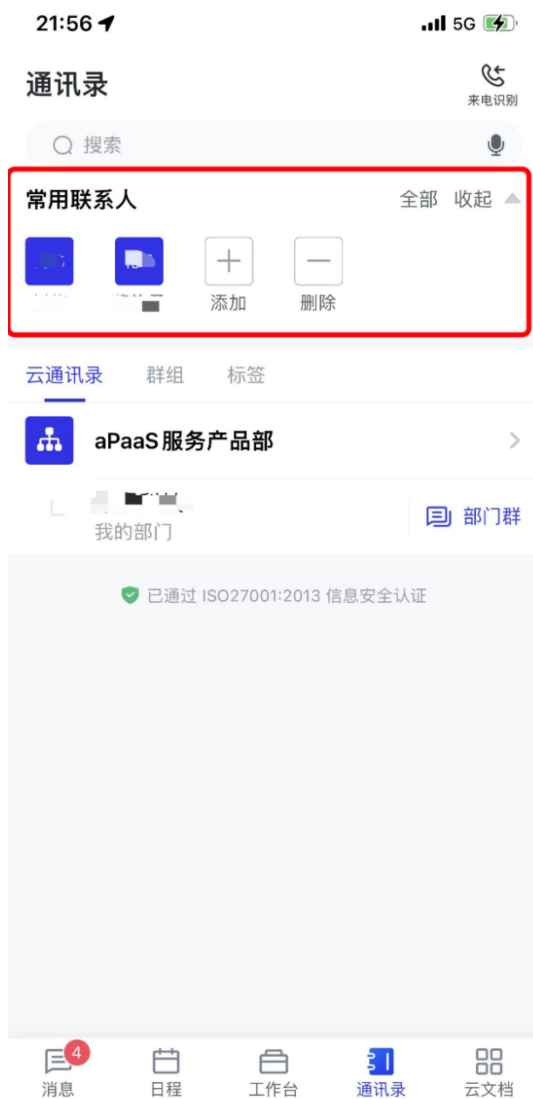 21:56
5G
通讯录
来电识别
搜索
常用联系人
全部 收起
添加 删除
云通讯录 群组 标签
aPaaS服务产品部
我的部门
部门群
已通过 ISO27001:2013 信息安全认证
4
消息 日程 工作台 通讯录 云文档